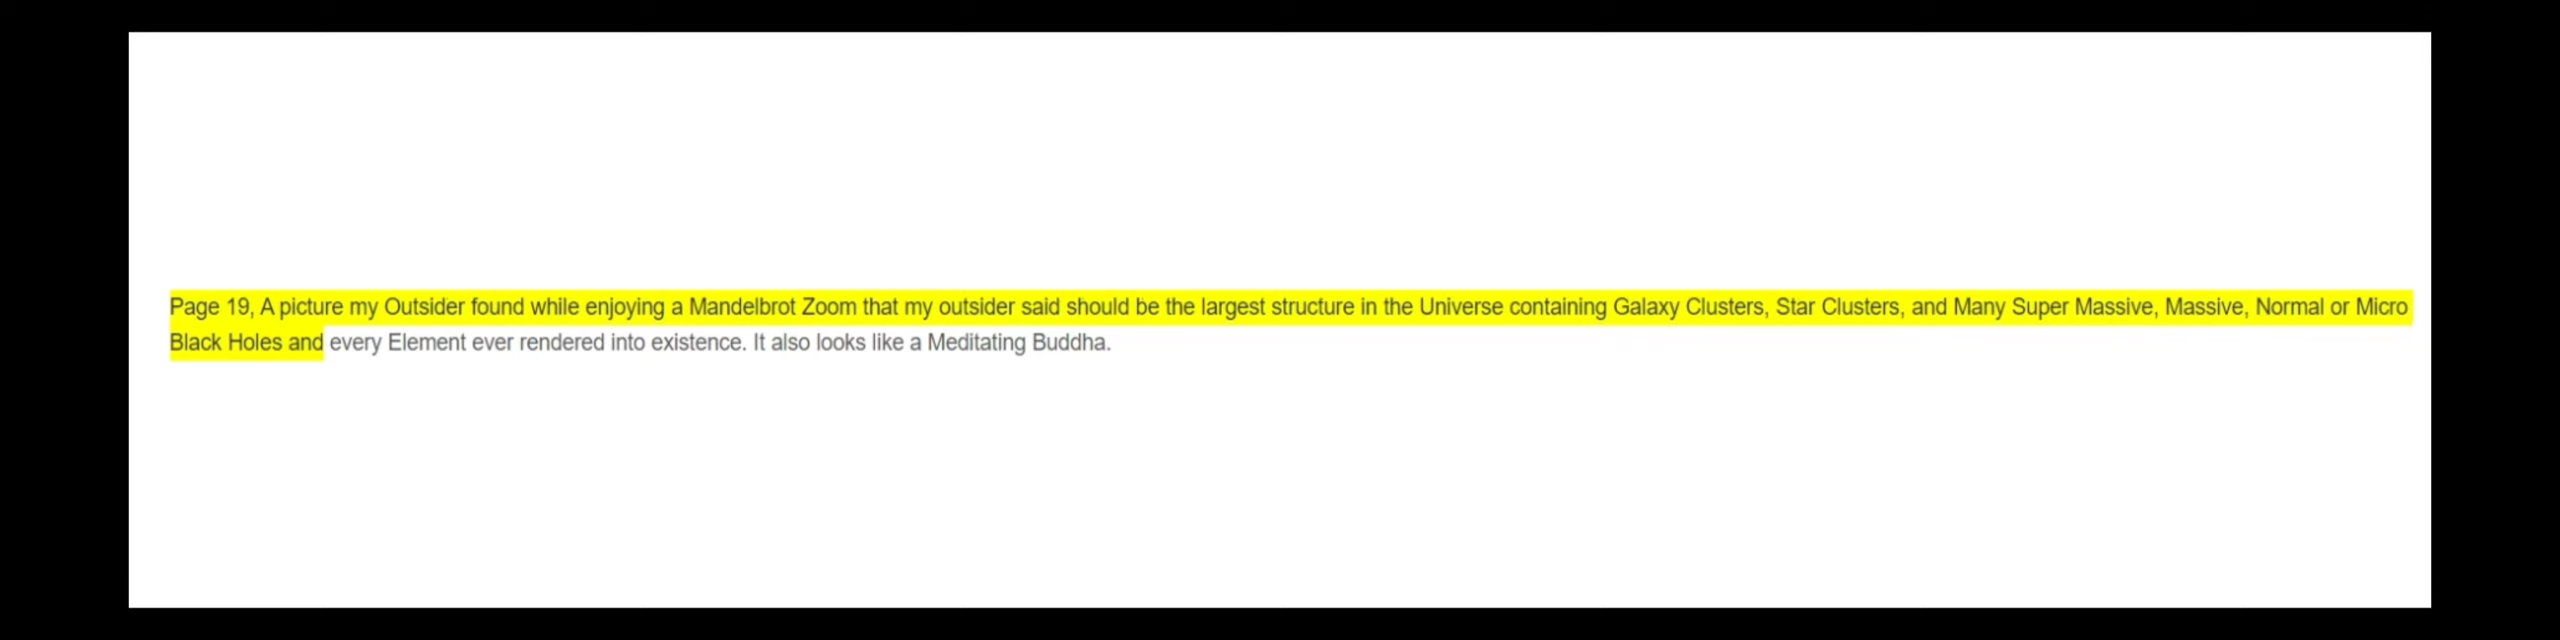 Page 19, A picture my Outsider found while enjoying a Mandelbrot Zoom that my outsider said should be the largest structure in the Universe containing Galaxy Clusters, Star Clusters, and Many Super Massive, Massive, Normal or Micro
Black Holes and every Element ever rendered into existence. It also looks like a Meditating Buddha.